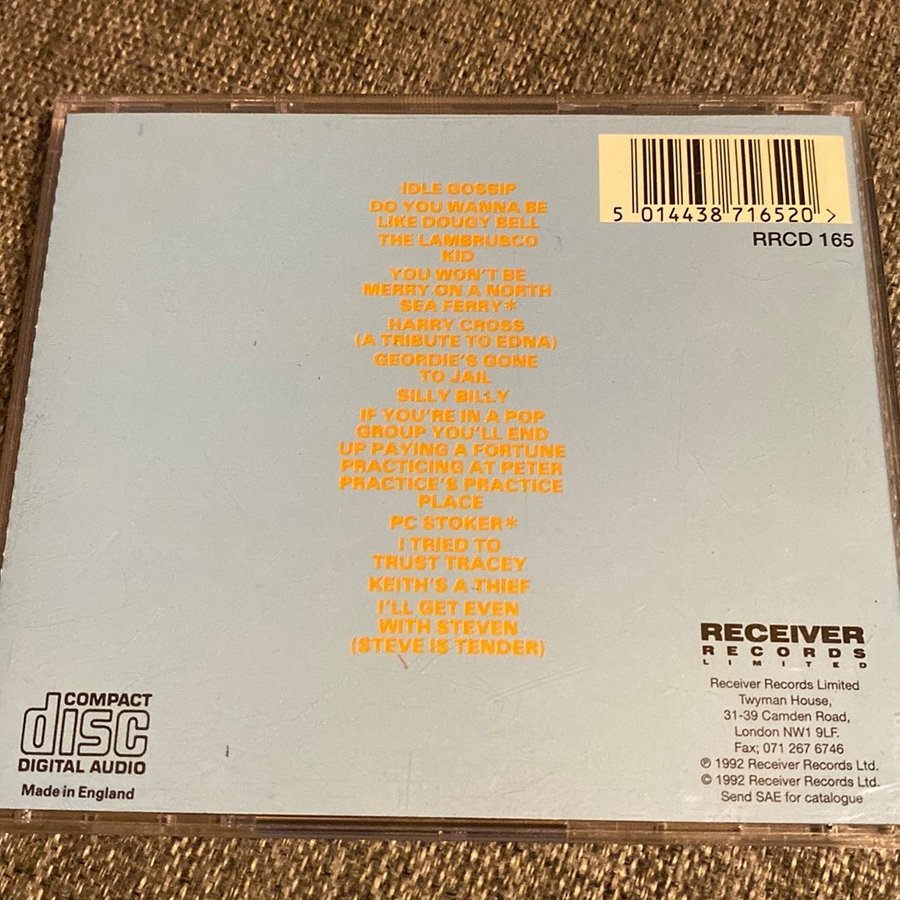 IDLE GOSSIP
DO YOU WANNA BE
LIKE DOUGY BELL
THE LAMBRUSCO
KID
YOU WON'T BE
MERRY ON A NORTH
SEA FERRY*
HARRY CROSS
(A TRIBUTE TO EDNA)
GEORDIE'S GONE
TO JAIL
SILLY BILLY
IF YOU'RE IN A POP
GROUP YOU'LL END
UP PAYING A FORTUNE
PRACTICING AT PETER
PRACTICE'S PRACTICE
PLACE
PC STOKER*
I TRIED TO
TRUST TRACEY
KEITH'S A THIEF
I'LL GET EVEN
WITH STEVEN
(STEVE IS TENDER)
5 014438 716520 >
RRCD 165
RECEIVER
RECORDS
LIMITED
Receiver Records Limited
Twyman House,
31-39 Camden Road,
London NW1 9LF.
Fax; 071 267 6746
℗ 1992 Receiver Records Ltd.
© 1992 Receiver Records Ltd.
Send SAE for catalogue
COMPACT
disc
DIGITAL AUDIO
Made in England